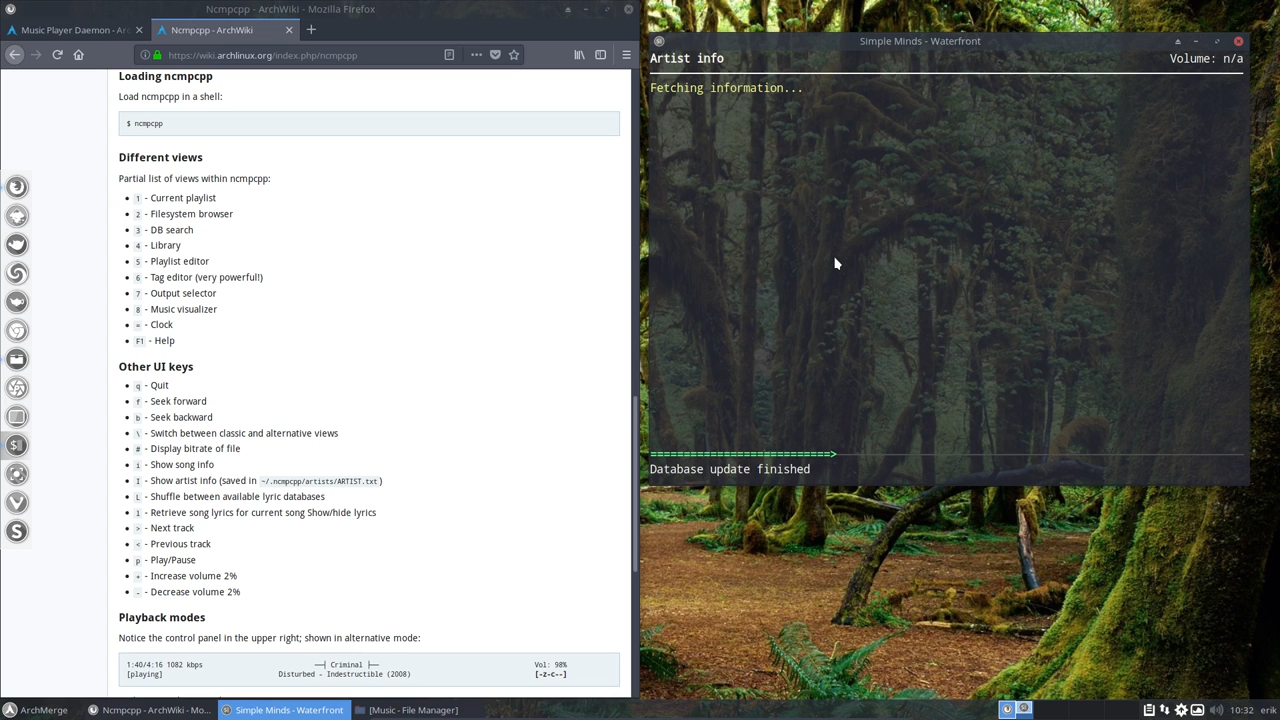 Ncmpcpp - ArchWiki - Mozilla Firefox
Music Player Daemon - Arc
Ncmpcpp - ArchWiki
https://wiki.archlinux.org/index.php/ncmpcpp
Loading ncmpcpp
Load ncmpcpp in a shell:
$ ncmpcpp
Different views
Partial list of views within ncmpcpp:
1 - Current playlist
2 - Filesystem browser
3 - DB search
4 - Library
5 - Playlist editor
6 - Tag editor (very powerful!)
7 - Output selector
8 - Music visualizer
= - Clock
F1 - Help
Other UI keys
q - Quit
f - Seek forward
b - Seek backward
\ - Switch between classic and alternative views
# - Display bitrate of file
i - Show song info
I - Show artist info (saved in ~/.ncmpcpp/artists/ARTIST.txt)
L - Shuffle between available lyric databases
l - Retrieve song lyrics for current song Show/hide lyrics
> - Next track
< - Previous track
p - Play/Pause
+ - Increase volume 2%
- - Decrease volume 2%
Playback modes
Notice the control panel in the upper right; shown in alternative mode:
1:40/4:16 1082 kbps ──┤ Criminal ├── Vol: 98%
[playing] Disturbed - Indestructible (2008) [-z-c--]
Simple Minds - Waterfront
Artist info Volume: n/a
Fetching information...
===========================>
Database update finished
ArchMerge
Ncmpcpp - ArchWiki - Mo...
Simple Minds - Waterfront
[Music - File Manager]
10:32 erik